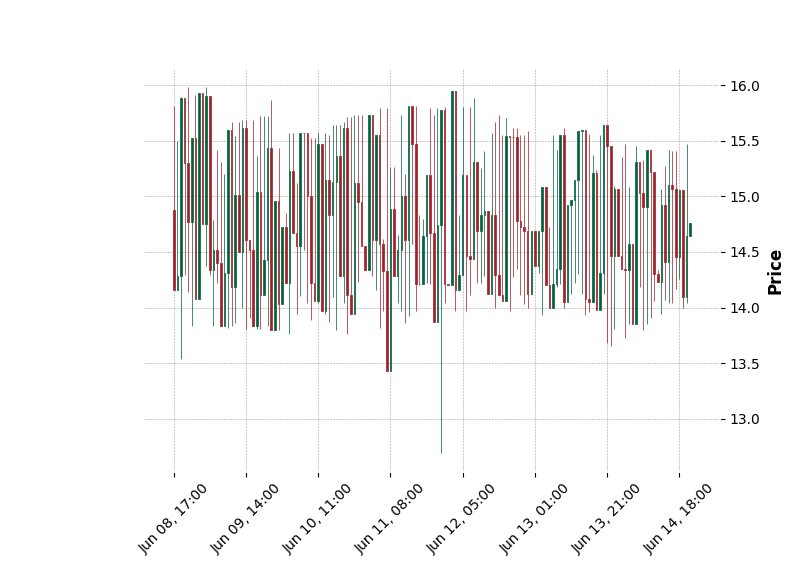 16.0
15.5
15.0
14.5
14.0
13.5
13.0
Price
Jun 08, 17:00
Jun 09, 14:00
Jun 10, 11:00
Jun 11, 08:00
Jun 12, 05:00
Jun 13, 01:00
Jun 13, 21:00
Jun 14, 18:00